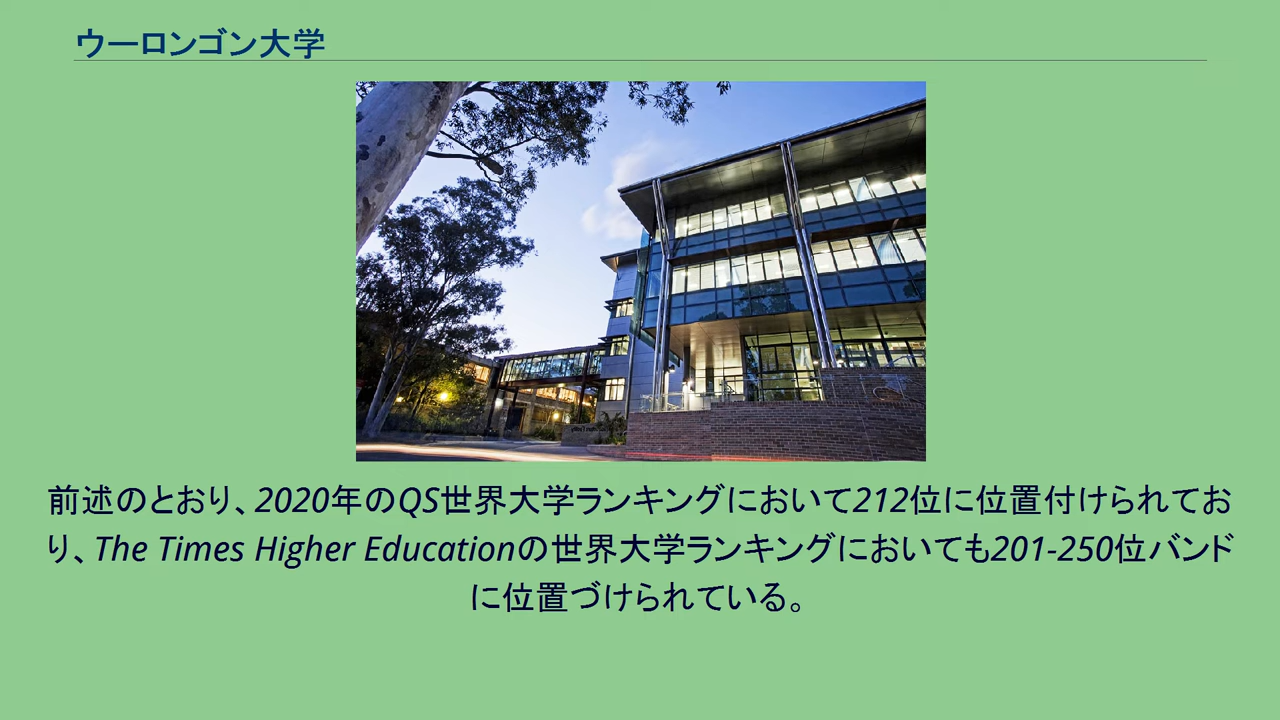 ウーロンゴン大学
前述のとおり、2020年のQS世界大学ランキングにおいて212位に位置付けられてお
り、The Times Higher Educationの世界大学ランキングにおいても201-250位バンド
に位置づけられている。